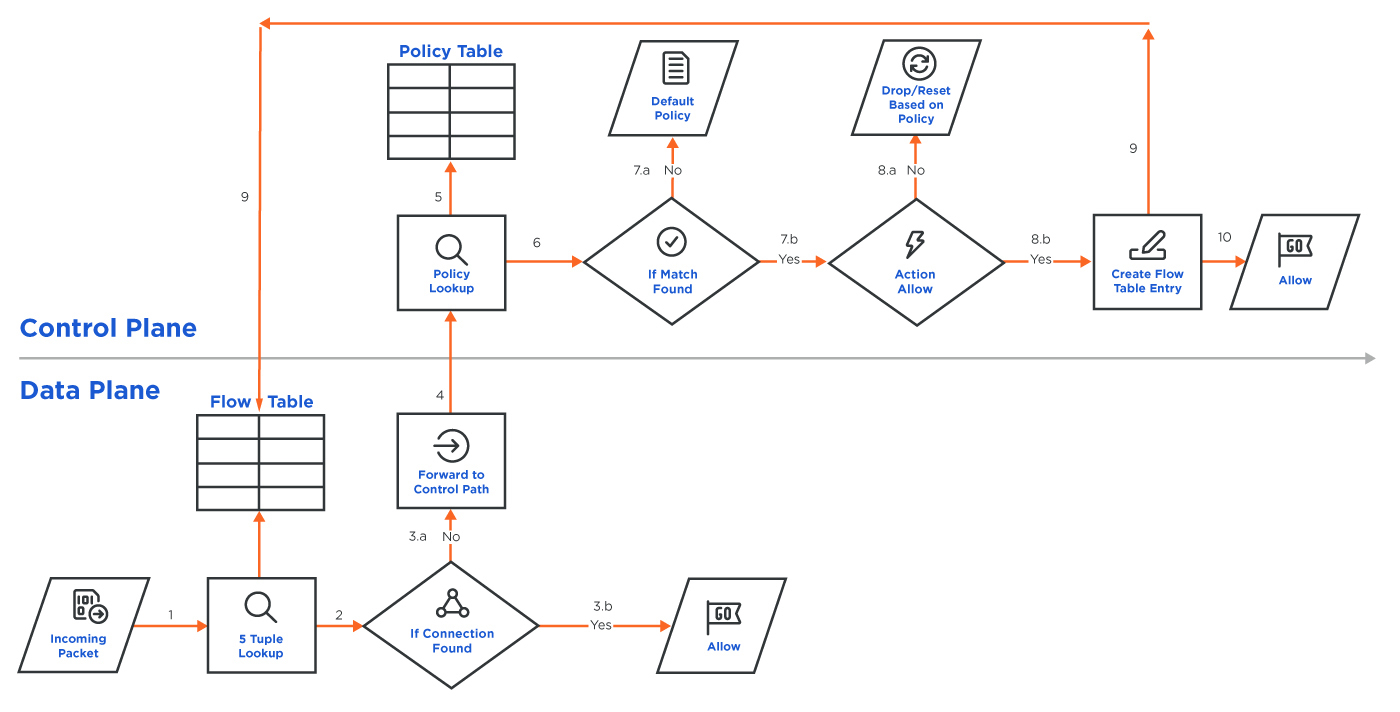 Policy Table
Default
Policy
Drop/Reset
Based on
Policy
9
7.a No
8.a No
9
5
Policy
Lookup
6
If Match
Found
7.b
Yes
Action
Allow
8.b
Yes
Create Flow
Table Entry
10
GO
Allow
Control Plane
Data Plane
Flow Table
4
Forward to
Control Path
3.a No
101
0
Incoming
Packet
1
5 Tuple
Lookup
2
If Connection
Found
3.b
Yes
GO
Allow